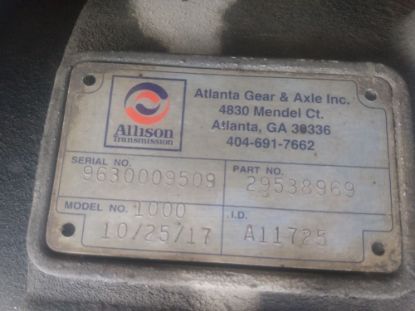 Allison
Transmission
Atlanta Gear & Axle Inc.
4830 Mendel Ct.
Atlanta, GA 30336
404-691-7662
SERIAL NO.
9630009509
PART NO.
29538969
MODEL NO. 1000
10/25/17
I.D.
A11725